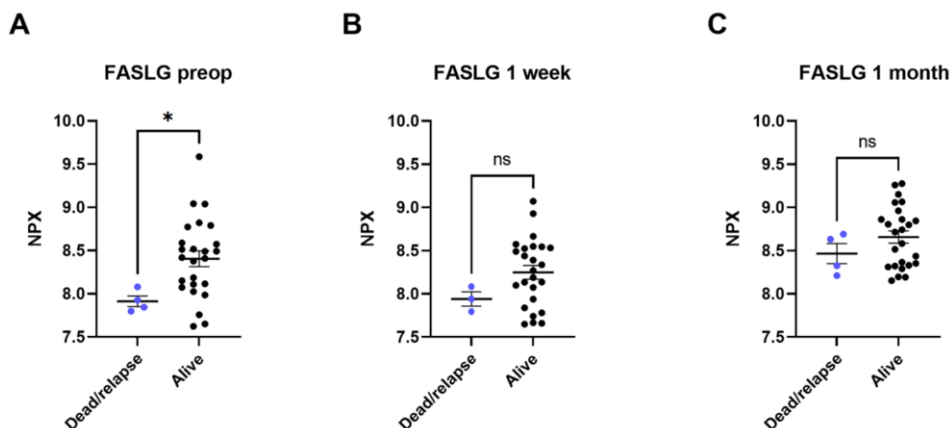 A
B
C
FASLG preop
FASLG 1 week
FASLG 1 month
NPX
10.0
9.5
9.0
8.5
8.0
7.5
*
Dead/relapse
Alive
NPX
10.0
9.5
9.0
8.5
8.0
7.5
ns
Dead/relapse
Alive
NPX
10.0
9.5
9.0
8.5
8.0
7.5
ns
Dead/relapse
Alive